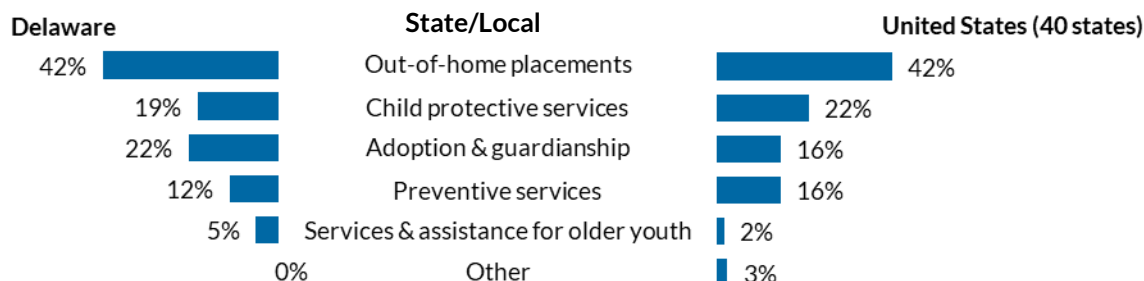 Delaware State/Local United States (40 states)
42% Out-of-home placements 42%
19% Child protective services 22%
22% Adoption & guardianship 16%
12% Preventive services 16%
5% Services & assistance for older youth 2%
0% Other 3%